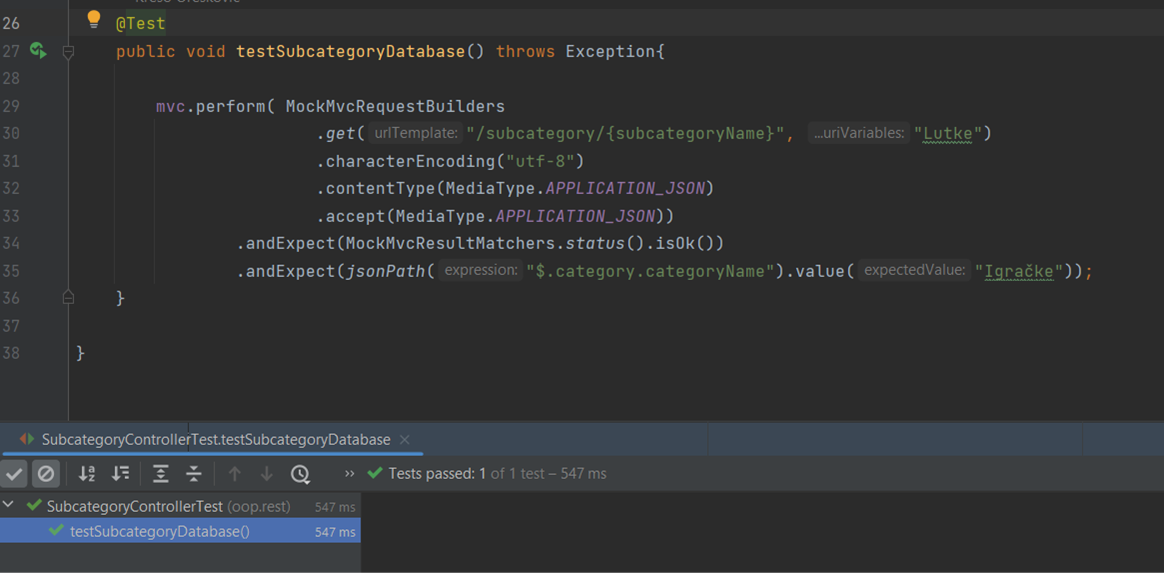 26 @Test
27 public void testSubcategoryDatabase() throws Exception{
28
29 mvc.perform( MockMvcRequestBuilders
30 .get( urlTemplate: "/subcategory/{subcategoryName}", ...uriVariables: "Lutke")
31 .characterEncoding("utf-8")
32 .contentType(MediaType.APPLICATION_JSON)
33 .accept(MediaType.APPLICATION_JSON))
34 .andExpect(MockMvcResultMatchers.status().isOk())
35 .andExpect(jsonPath( expression: "$.category.categoryName").value( expectedValue: "Igračke"));
36 }
37
38 }
SubcategoryControllerTest.testSubcategoryDatabase ×
» Tests passed: 1 of 1 test – 547 ms
SubcategoryControllerTest (oop.rest) 547 ms
testSubcategoryDatabase() 547 ms